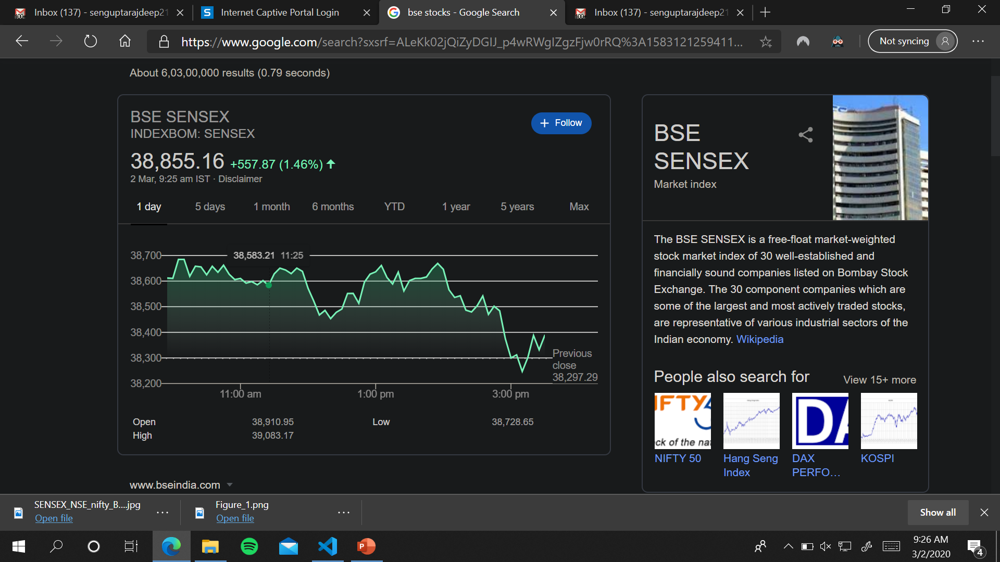 Inbox (137) - senguptarajdeep21
Internet Captive Portal Login
bse stocks - Google Search
Inbox (137) - senguptarajdeep21
https://www.google.com/search?sxsrf=ALeKk02jQiZyDGIJ_p4wRWgIZgzFjw0rRQ%3A1583121259411...
Not syncing
About 6,03,00,000 results (0.79 seconds)
BSE SENSEX
INDEXBOM: SENSEX
+ Follow
38,855.16 +557.87 (1.46%)
2 Mar, 9:25 am IST · Disclaimer
1 day 5 days 1 month 6 months YTD 1 year 5 years Max
38,583.21 11:25
38,700
38,600
38,500
38,400
38,300
38,200
Previous
close
38,297.29
11:00 am 1:00 pm 3:00 pm
Open 38,910.95 Low 38,728.65
High 39,083.17
www.bseindia.com
BSE
SENSEX
Market index
The BSE SENSEX is a free-float market-weighted
stock market index of 30 well-established and
financially sound companies listed on Bombay Stock
Exchange. The 30 component companies which are
some of the largest and most actively traded stocks,
are representative of various industrial sectors of the
Indian economy. Wikipedia
People also search for
View 15+ more
IFTY
ck of the na
DA
NIFTY 50
Hang Seng
Index
DAX
PERFO...
KOSPI
SENSEX_NSE_nifty_B....jpg
Open file
Figure_1.png
Open file
Show all
9:26 AM
3/2/2020
4